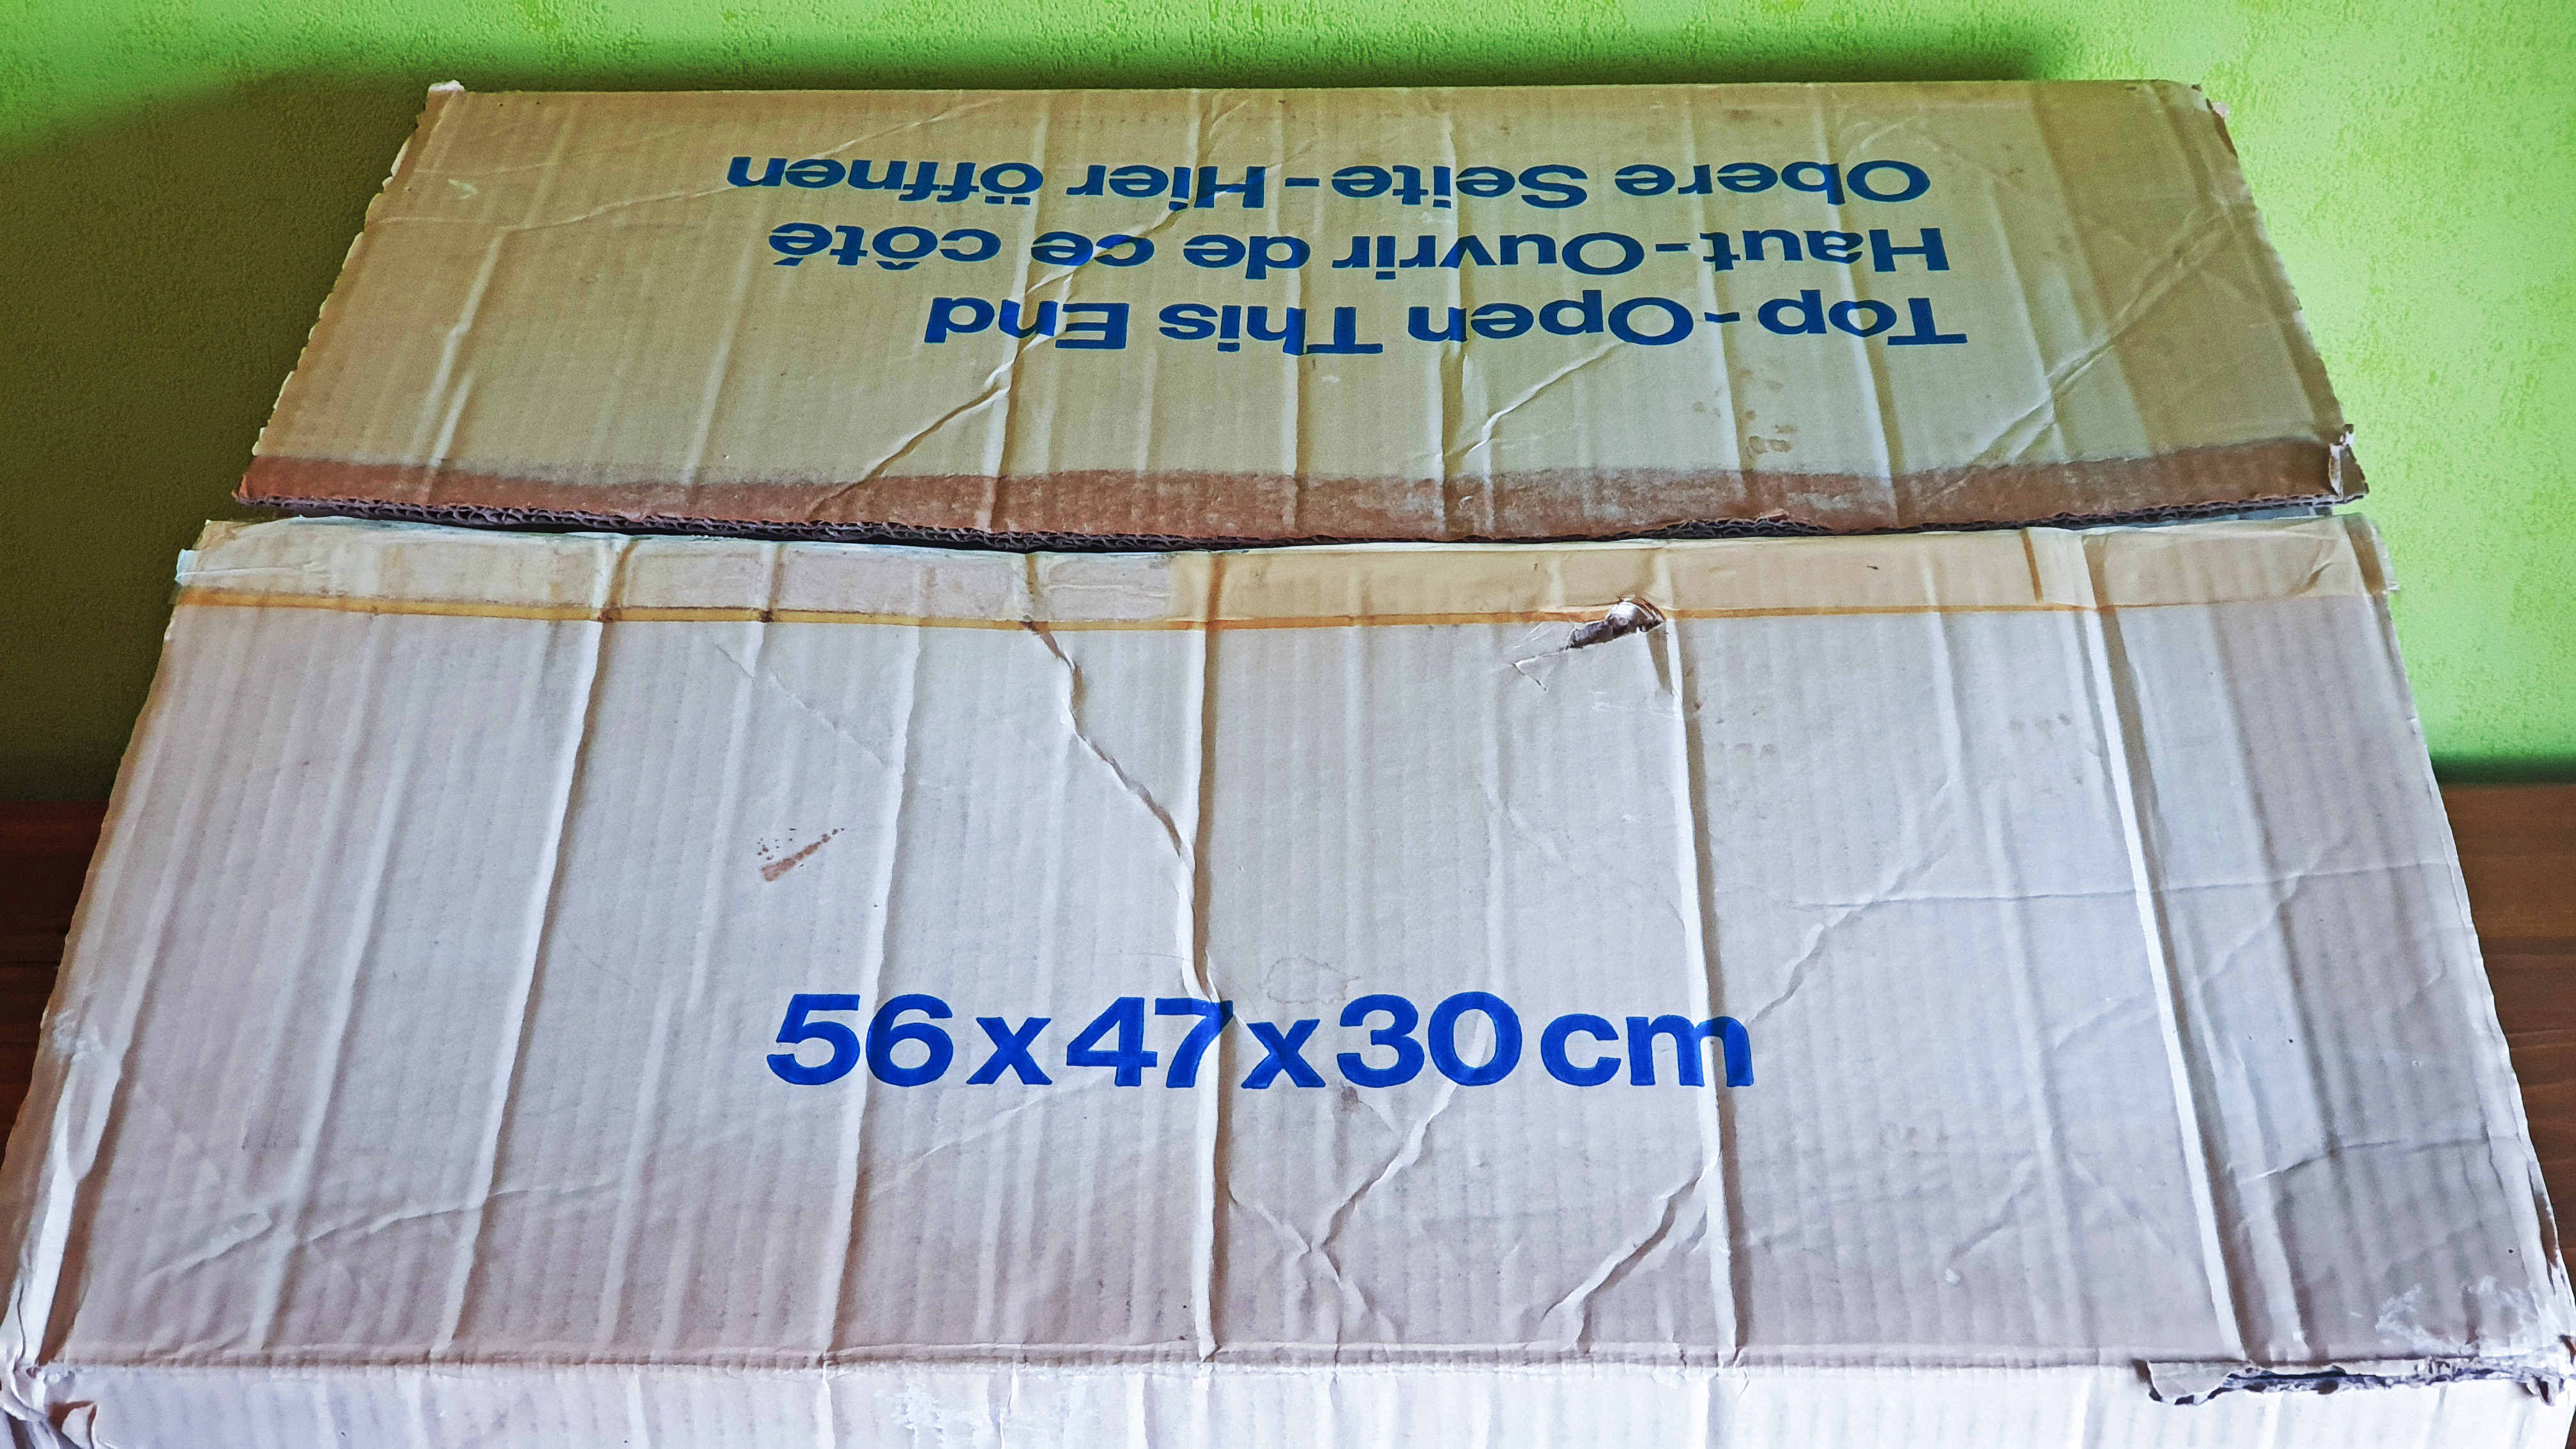 Top-Open This End
Haut-Ouvrir de ce côté
Obere Seite-Hier öffnen
56x47x30cm